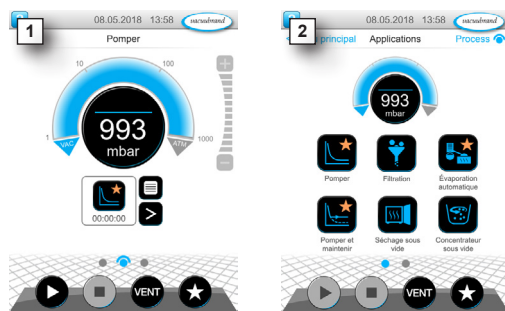 1
08.05.2018 13:58
vacuubrand
Pomper
10
100
1
1000
VAC
ATM
993
mbar
00:00:00
VENT
2
08.05.2018 13:58
vacuubrand
principal
Applications
Process
993
mbar
Pomper
Filtration
Évaporation
automatique
Pomper et
maintenir
Séchage sous
vide
Concentrateur
sous vide
VENT